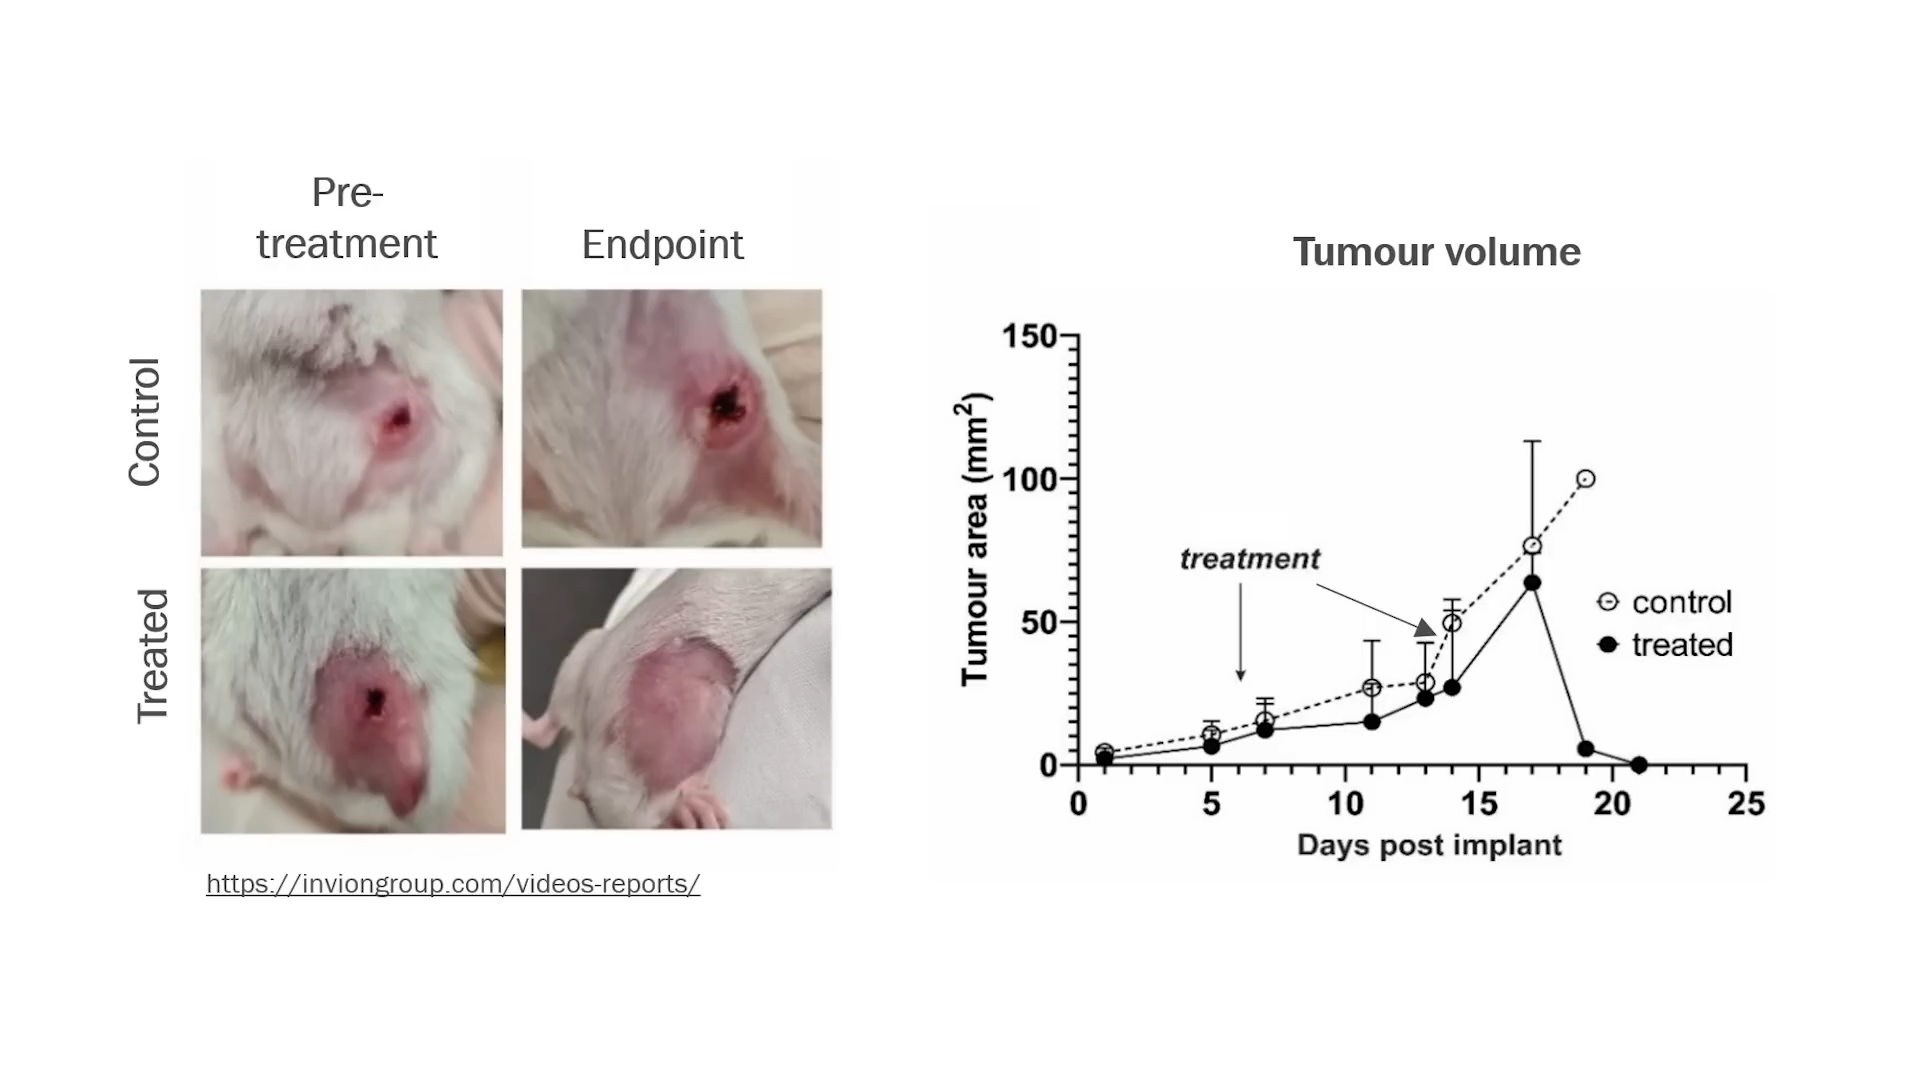 Pre-
treatment
Endpoint
Control
Treated
https://inviongroup.com/videos-reports/
Tumour volume
Tumour area (mm²)
150
100
50
0
treatment
control
treated
0 5 10 15 20 25
Days post implant